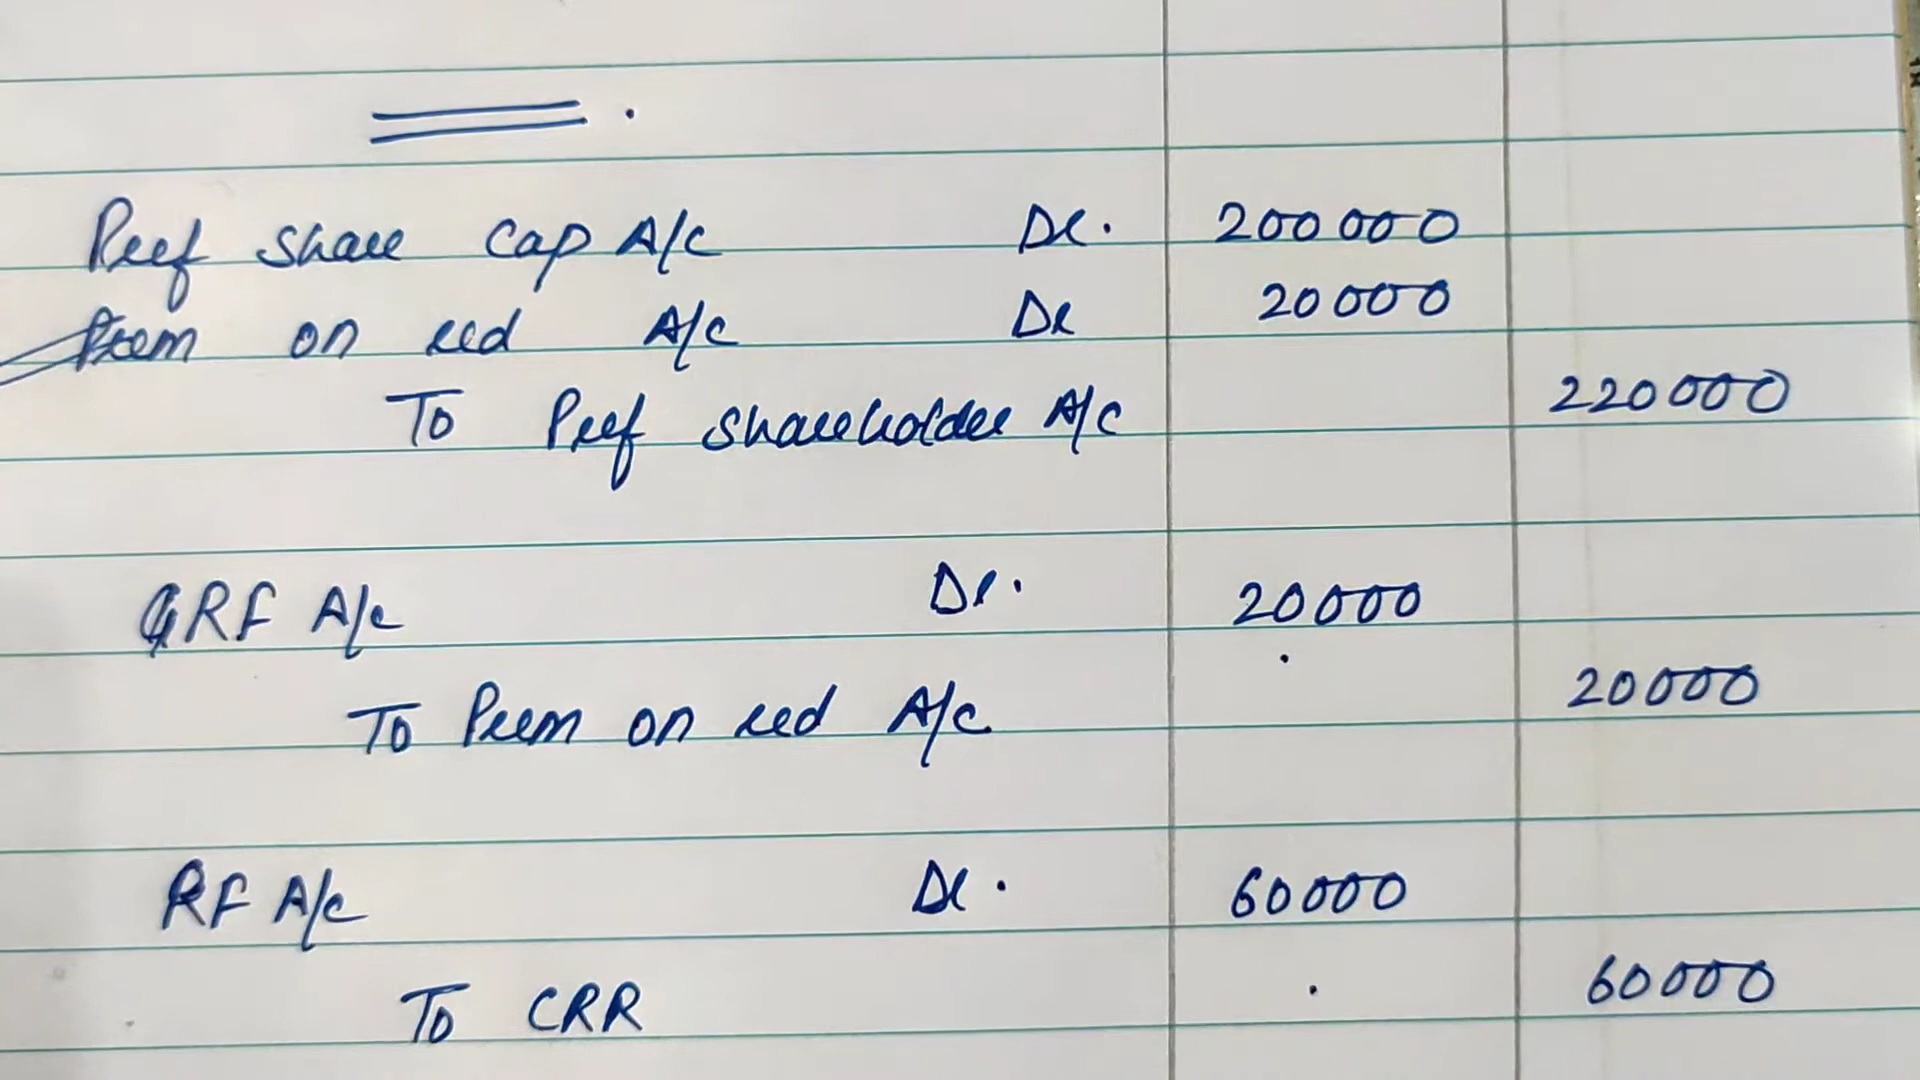 Pref share cap A/c Dr. 200000
Prem on red A/c Dr 20000
To Pref shareholder A/c 220000
GRF A/c Dr. 20000
To Prem on red A/c 20000
RF A/c Dr. 60000
To CRR 60000